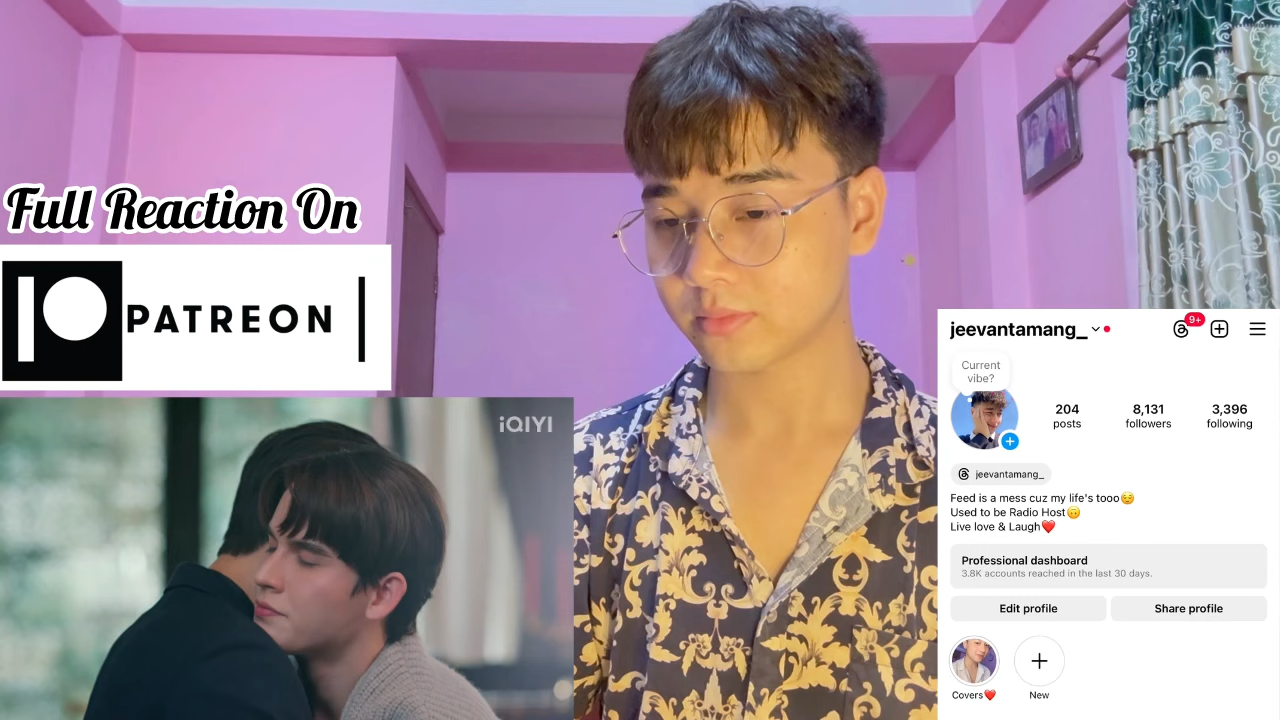 Full Reaction On
PATREON
iQIYI
jeevantamang_
9+
Current
vibe?
204
posts
8,131
followers
3,396
following
jeevantamang_
Feed is a mess cuz my life's tooo😌
Used to be Radio Host🙃
Live love & Laugh❤️
Professional dashboard
3.8K accounts reached in the last 30 days.
Edit profile
Share profile
Covers❤️
New